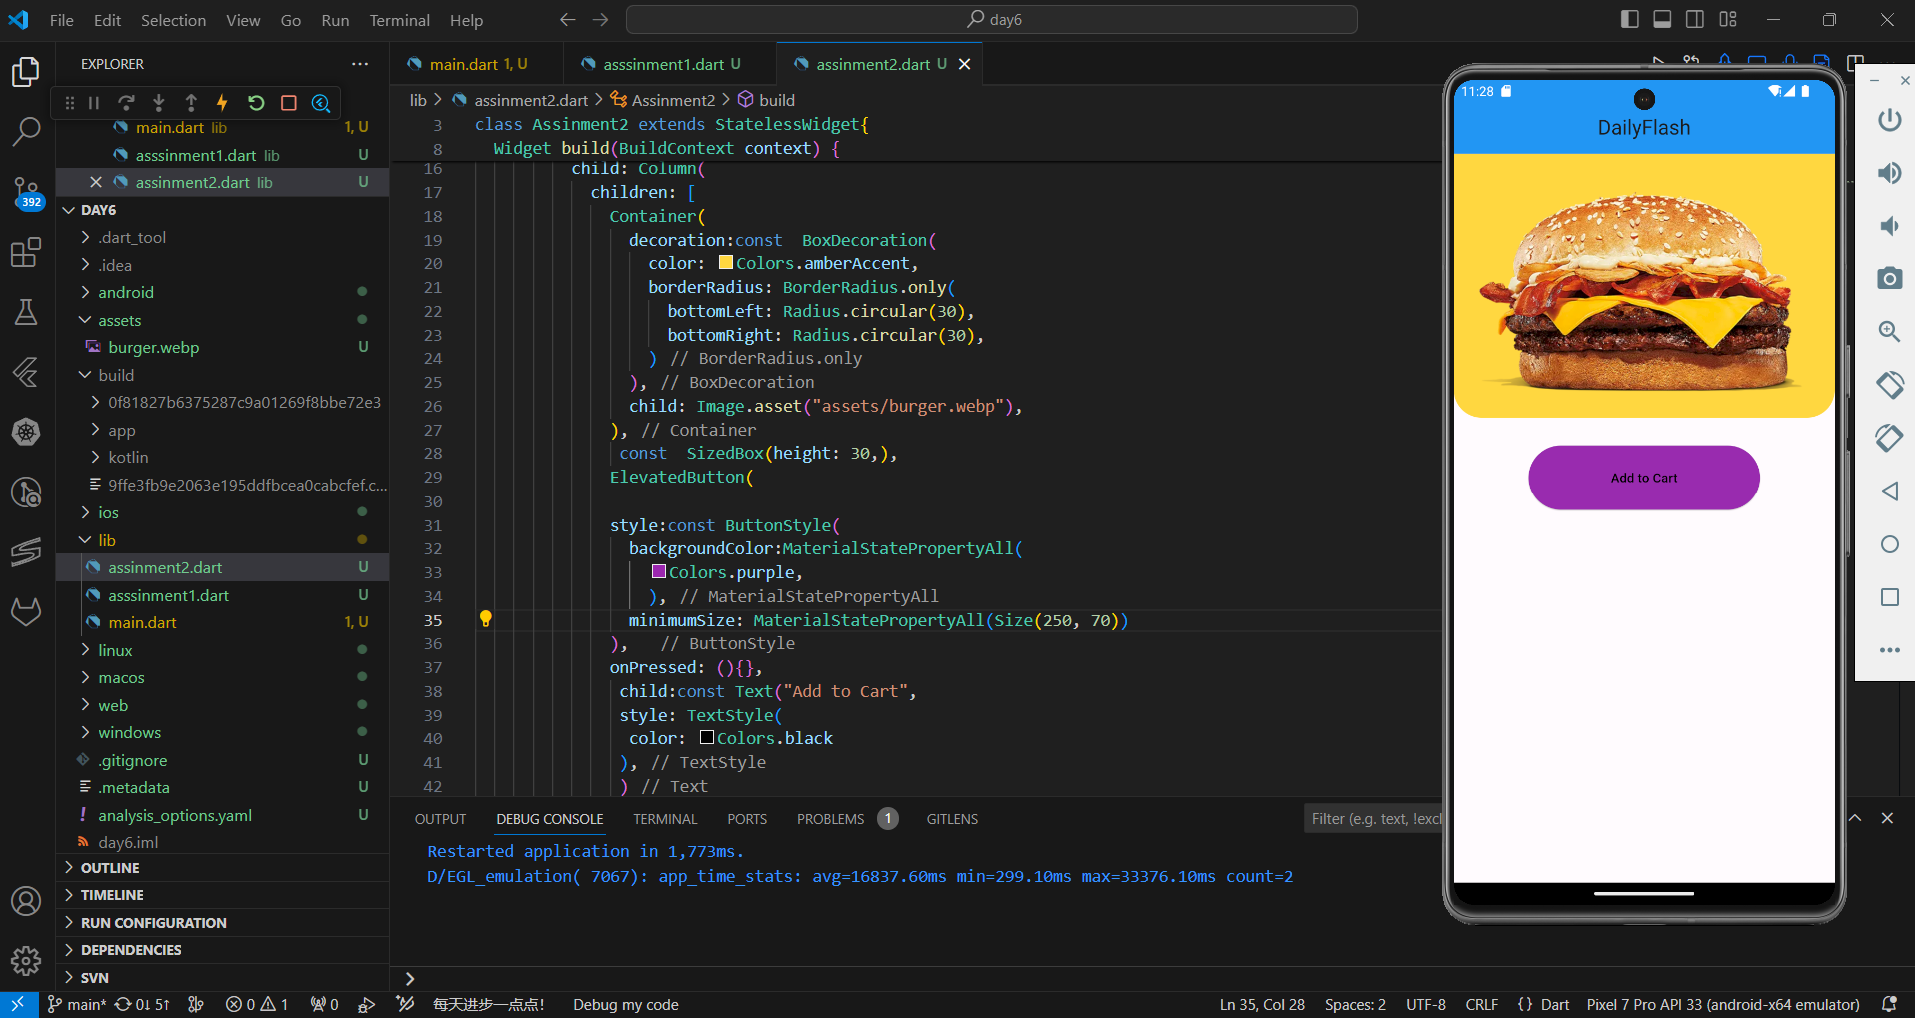 File Edit Selection View Go Run Terminal Help
day6
EXPLORER
main.dart lib 1, U
asssinment1.dart lib U
assinment2.dart lib U
DAY6
.dart_tool
.idea
android
assets
burger.webp U
build
0f81827b6375287c9a01269f8bbe72e3
app
kotlin
9ffe3fb9e2063e195ddfbcea0cabcfef.c...
ios
lib
assinment2.dart U
asssinment1.dart U
main.dart 1, U
linux
macos
web
windows
.gitignore U
.metadata U
analysis_options.yaml U
day6.iml
OUTLINE
TIMELINE
RUN CONFIGURATION
DEPENDENCIES
SVN
392
main.dart 1, U
asssinment1.dart U
assinment2.dart U
lib > assinment2.dart > Assinment2 > build
3 class Assinment2 extends StatelessWidget{
8 Widget build(BuildContext context) {
16 child: Column(
17 children: [
18 Container(
19 decoration:const  BoxDecoration(
20 color: Colors.amberAccent,
21 borderRadius: BorderRadius.only(
22 bottomLeft: Radius.circular(30),
23 bottomRight: Radius.circular(30),
24 ) // BorderRadius.only
25 ), // BoxDecoration
26 child: Image.asset("assets/burger.webp"),
27 ), // Container
28 const  SizedBox(height: 30,),
29 ElevatedButton(
30
31 style:const ButtonStyle(
32 backgroundColor:MaterialStatePropertyAll(
33 Colors.purple,
34 ), // MaterialStatePropertyAll
35 minimumSize: MaterialStatePropertyAll(Size(250, 70))
36 ),   // ButtonStyle
37 onPressed: (){},
38 child:const Text("Add to Cart",
39 style: TextStyle(
40 color: Colors.black
41 ), // TextStyle
42 ) // Text
OUTPUT DEBUG CONSOLE TERMINAL PORTS PROBLEMS 1 GITLENS
Filter (e.g. text, !excl
Restarted application in 1,773ms.
D/EGL_emulation( 7067): app_time_stats: avg=16837.60ms min=299.10ms max=33376.10ms count=2
11:28
DailyFlash
Add to Cart
main* 0↓ 5↑ 0 1 0 每天进步一点点! Debug my code
Ln 35, Col 28 Spaces: 2 UTF-8 CRLF {} Dart Pixel 7 Pro API 33 (android-x64 emulator)